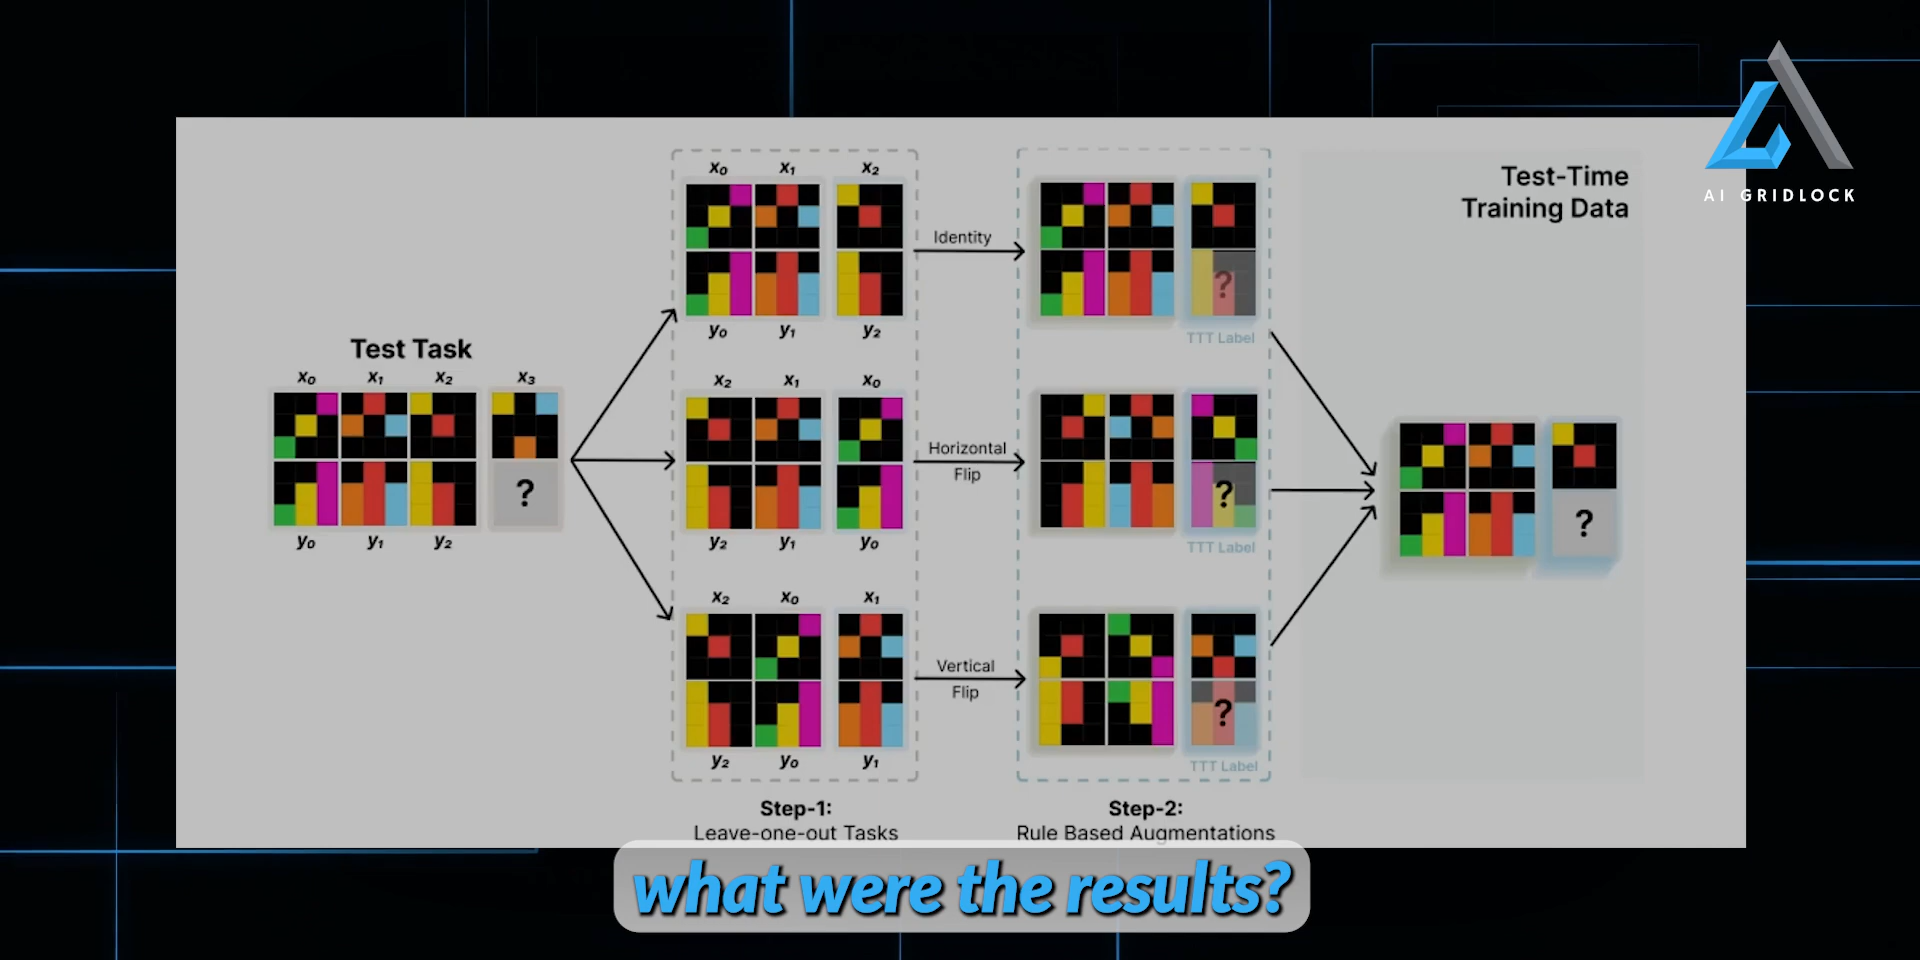 AI GRIDLOCK
Test-Time
Training Data
Test Task
x₀ x₁ x₂ x₃
?
y₀ y₁ y₂
x₀ x₁ x₂
y₀ y₁ y₂
Identity
?
TTT Label
x₂ x₁ x₀
y₂ y₁ y₀
Horizontal
Flip
?
TTT Label
x₂ x₀ x₁
y₂ y₀ y₁
Vertical
Flip
?
TTT Label
?
Step-1:
Leave-one-out Tasks
Step-2:
Rule Based Augmentations
what were the results?